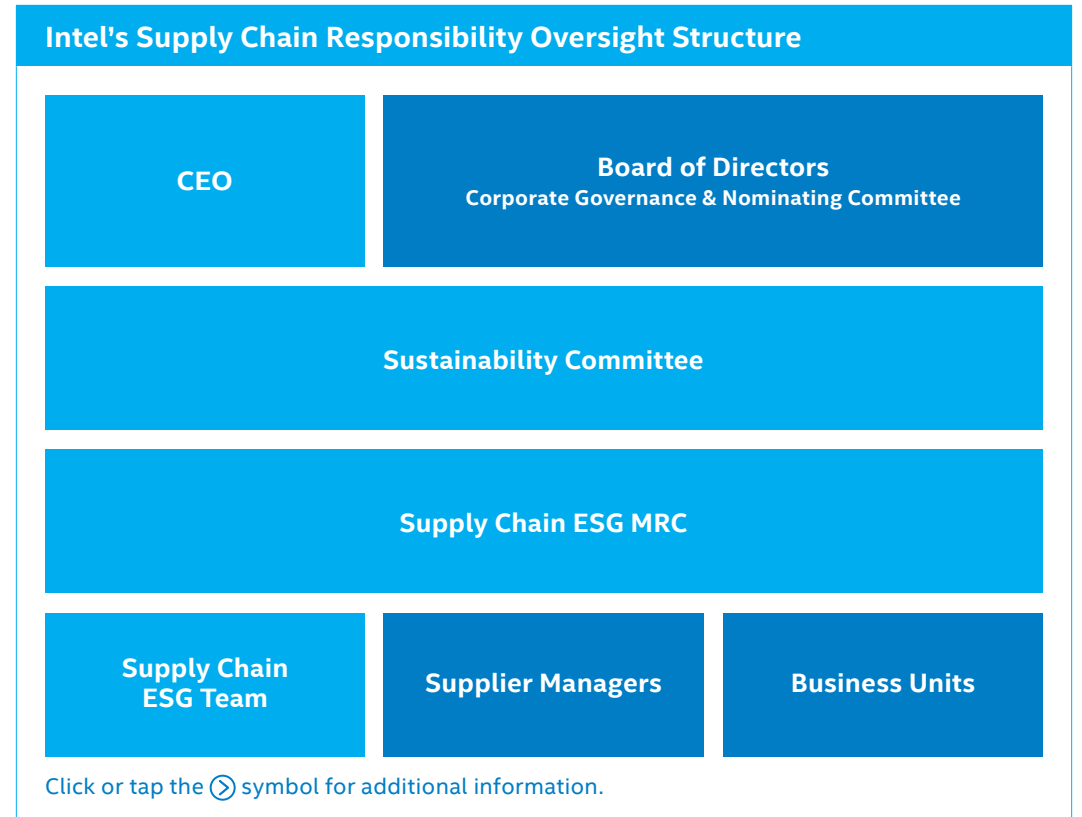 Intel’s Supply Chain Responsibility Oversight Structure
CEO
Board of Directors
Corporate Governance & Nominating Committee
Sustainability Committee
Supply Chain ESG MRC
Supply Chain
ESG Team
Supplier Managers
Business Units
Click or tap the symbol for additional information.